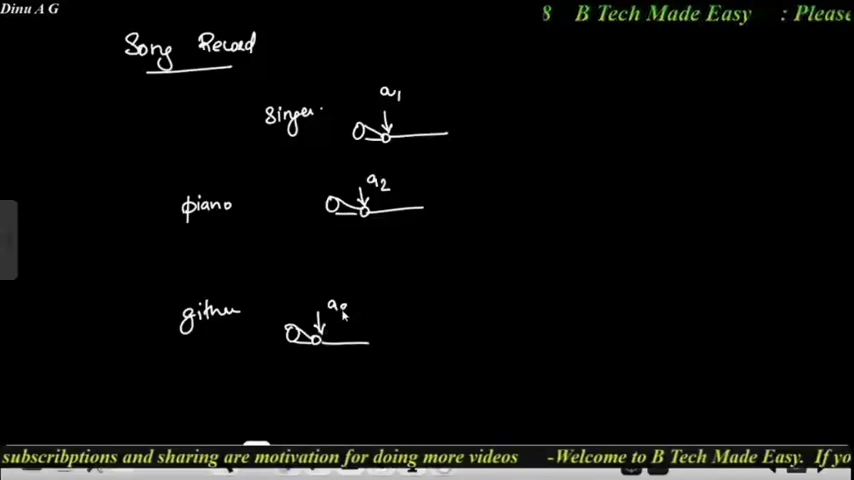 Dinu A G
8 B Tech Made Easy : Please
Song Record
a1
Singer
a2
piano
a
subscribptions and sharing are motivation for doing more videos -Welcome to B Tech Made Easy. If yo